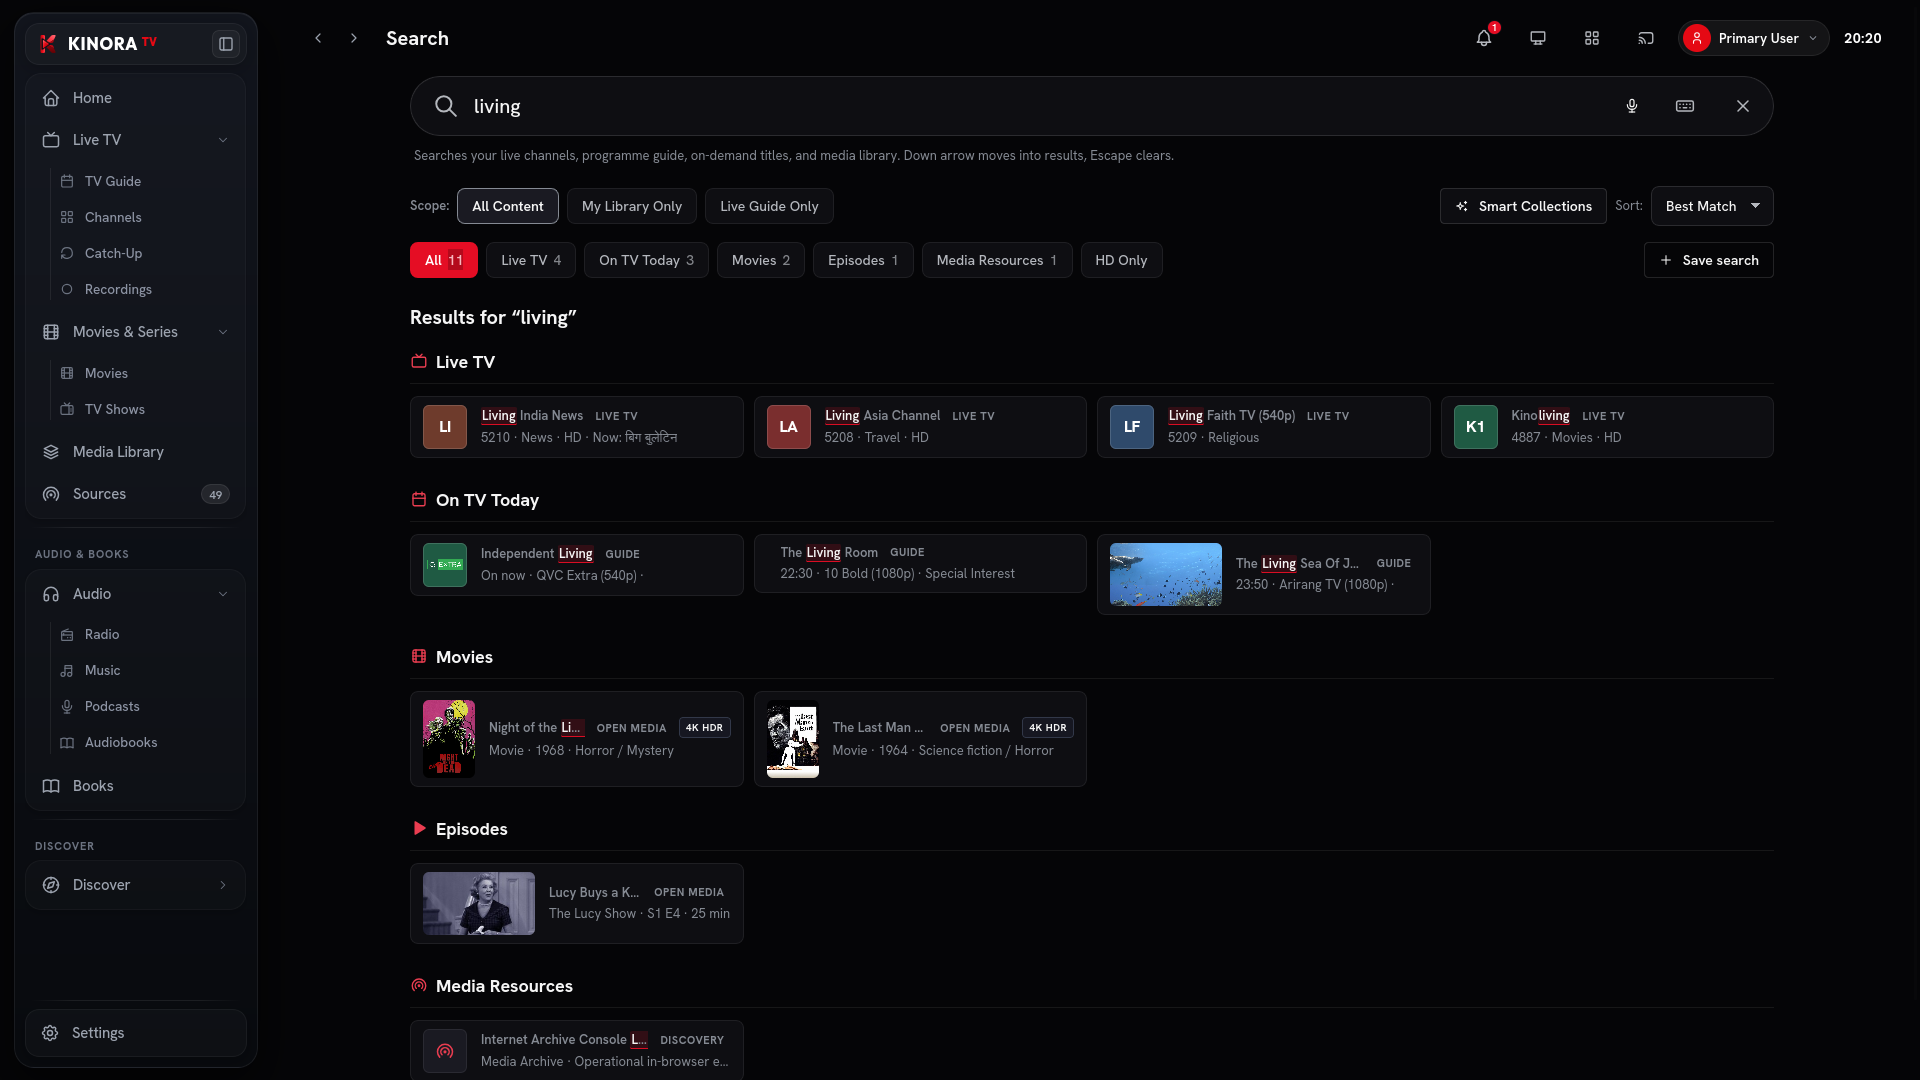 KINORA TV
Home
Live TV
TV Guide
Channels
Catch-Up
Recordings
Movies & Series
Movies
TV Shows
Media Library
Sources 49
AUDIO & BOOKS
Audio
Radio
Music
Podcasts
Audiobooks
Books
DISCOVER
Discover
Settings
Search
1
Primary User
20:20
living
Searches your live channels, programme guide, on-demand titles, and media library. Down arrow moves into results, Escape clears.
Scope: All Content My Library Only Live Guide Only Smart Collections Sort: Best Match
All 11 Live TV 4 On TV Today 3 Movies 2 Episodes 1 Media Resources 1 HD Only Save search
Results for “living”
Live TV
LI
Living India News LIVE TV
5210 · News · HD · Now: बिग बुलेटिन
LA
Living Asia Channel LIVE TV
5208 · Travel · HD
LF
Living Faith TV (540p) LIVE TV
5209 · Religious
K1
Kinoliving LIVE TV
4887 · Movies · HD
On TV Today
EXTRA
Independent Living GUIDE
On now · QVC Extra (540p) ·
The Living Room GUIDE
22:30 · 10 Bold (1080p) · Special Interest
The Living Sea Of J... GUIDE
23:50 · Arirang TV (1080p) ·
Movies
NIGHT
DEAD
Night of the Li... OPEN MEDIA 4K HDR
Movie · 1968 · Horror / Mystery
The Last Man ... OPEN MEDIA 4K HDR
Movie · 1964 · Science fiction / Horror
Episodes
Lucy Buys a K... OPEN MEDIA
The Lucy Show · S1 E4 · 25 min
Media Resources
Internet Archive Console L... DISCOVERY
Media Archive · Operational in-browser e...